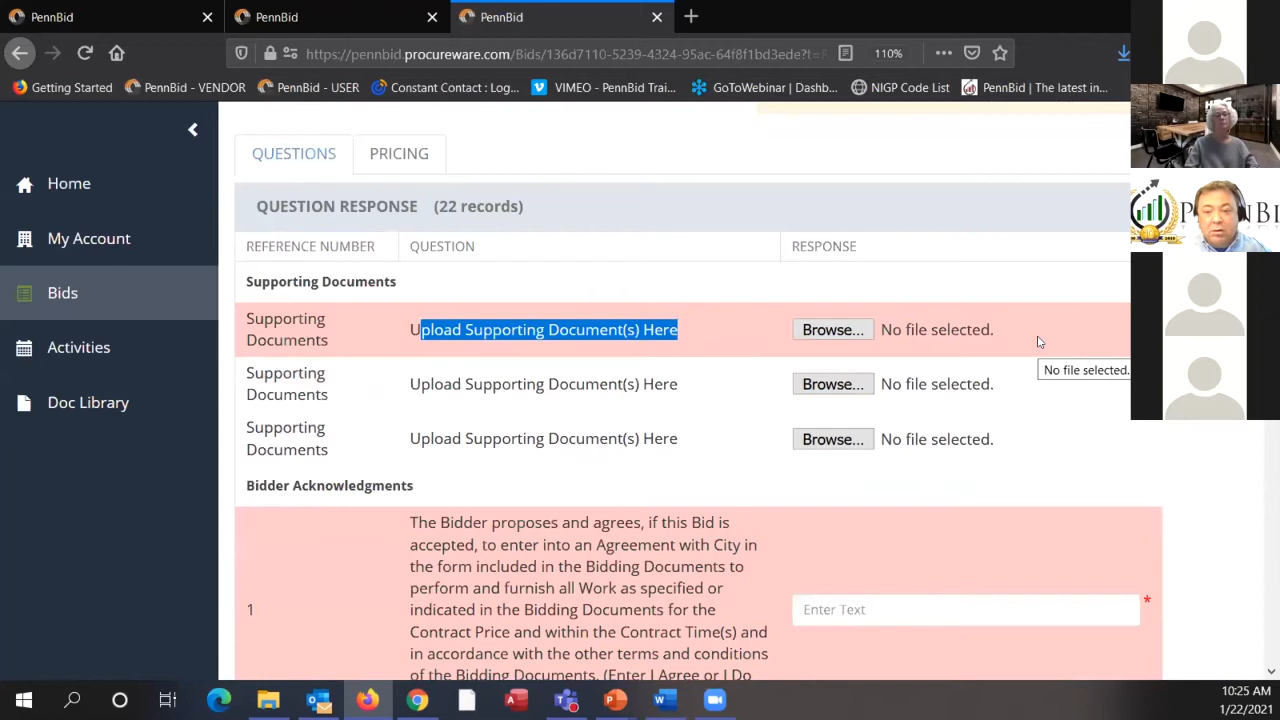 PennBid
PennBid
PennBid
https://pennbid.procureware.com/Bids/136d7110-5239-4324-95ac-64f8f1bd3ede?t=
110%
Getting Started
PennBid - VENDOR
PennBid - USER
Constant Contact : Log...
VIMEO - PennBid Trai...
GoToWebinar | Dashb...
NIGP Code List
PennBid | The latest in...
Home
My Account
Bids
Activities
Doc Library
QUESTIONS
PRICING
QUESTION RESPONSE (22 records)
REFERENCE NUMBER
QUESTION
RESPONSE
Supporting Documents
Supporting
Documents
Upload Supporting Document(s) Here
Browse... No file selected.
No file selected.
Supporting
Documents
Upload Supporting Document(s) Here
Browse... No file selected.
Supporting
Documents
Upload Supporting Document(s) Here
Browse... No file selected.
Bidder Acknowledgments
1
The Bidder proposes and agrees, if this Bid is
accepted, to enter into an Agreement with City in
the form included in the Bidding Documents to
perform and furnish all Work as specified or
indicated in the Bidding Documents for the
Contract Price and within the Contract Time(s) and
in accordance with the other terms and conditions
of the Bidding Documents. (Enter I Agree or I Do
Enter Text
*
10:25 AM
1/22/2021